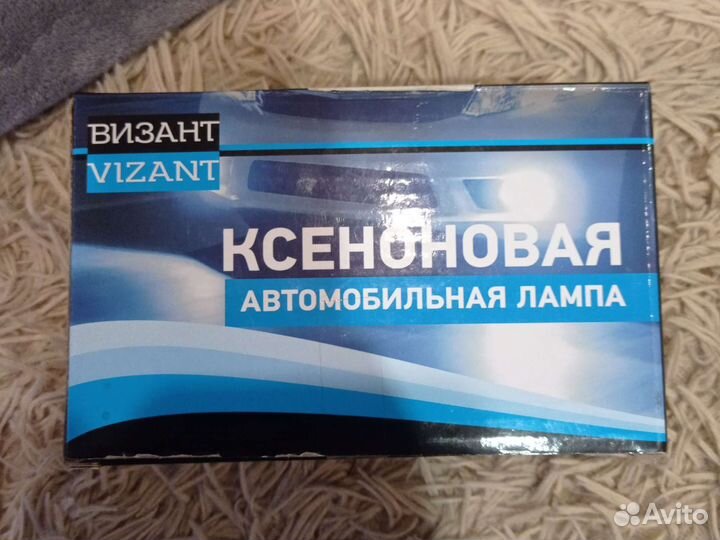 ВИЗАНТ
VIZANT
КСЕНОНОВАЯ
АВТОМОБИЛЬНАЯ ЛАМПА
Avito